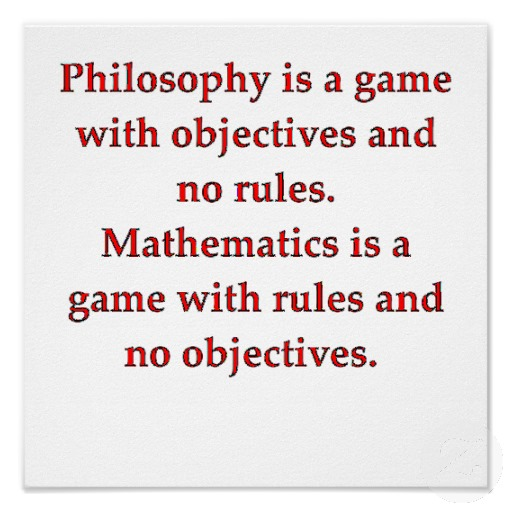 Philosophy is a game
with objectives and
no rules.
Mathematics is a
game with rules and
no objectives.